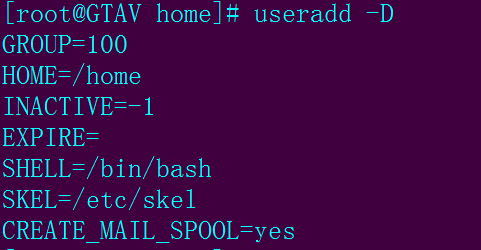 [root@GTAV home]# useradd -D
GROUP=100
HOME=/home
INACTIVE=-1
EXPIRE=
SHELL=/bin/bash
SKEL=/etc/skel
CREATE_MAIL_SPOOL=yes